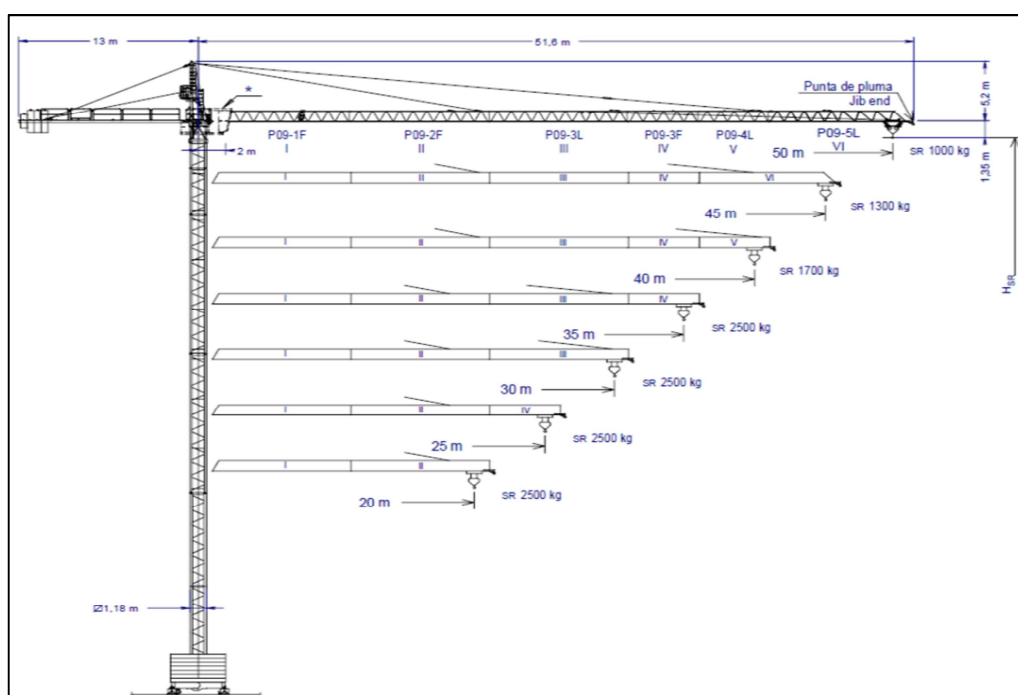 13 m
51,6 m
*
Punta de pluma
Jib end
5,2 m
P09-1F P09-2F P09-3L P09-3F P09-4L P09-5L
I II III IV V VI
2 m
50 m
SR 1000 kg
1,35 m
I II III IV VI
SR 1300 kg
45 m
I II III IV V
SR 1700 kg
40 m
HSR
I II III IV
SR 2500 kg
35 m
I II III
SR 2500 kg
30 m
I II IV
SR 2500 kg
25 m
I II
SR 2500 kg
20 m
⌀1,18 m